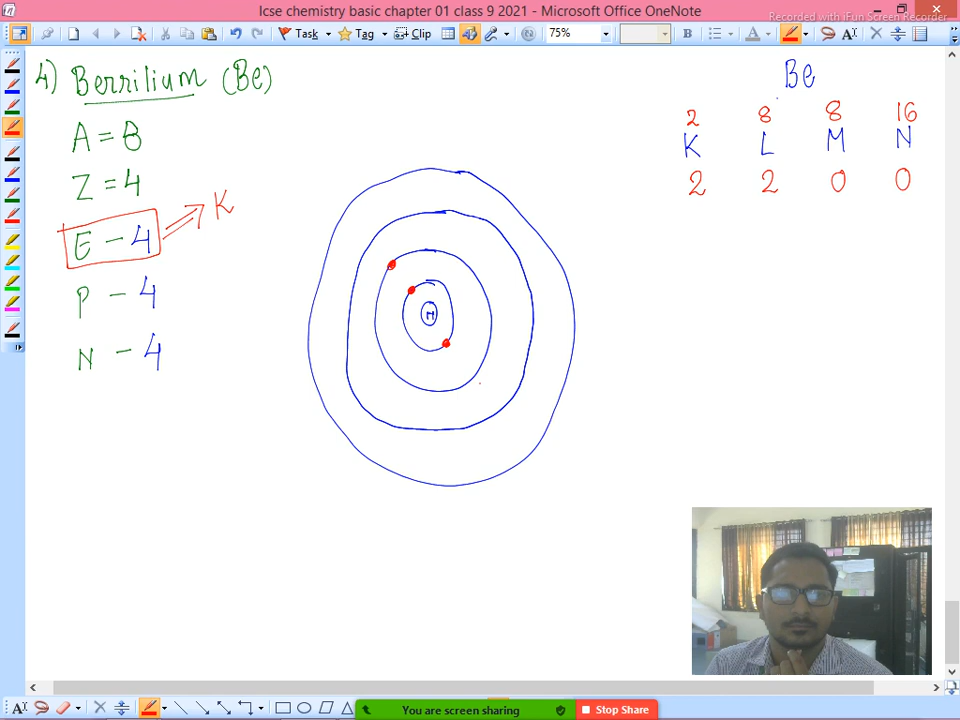 Icse chemistry basic chapter 01 class 9 2021 - Microsoft Office OneNote
Recorded with iFun Screen Recorder
Task Tag Clip 75% B A A
4) Berrilium (Be)
A = 8
Z = 4
E - 4 K
P - 4
N - 4
N
Be
2 8 8 16
K L M N
2 2 0 0
A
You are screen sharing Stop Share